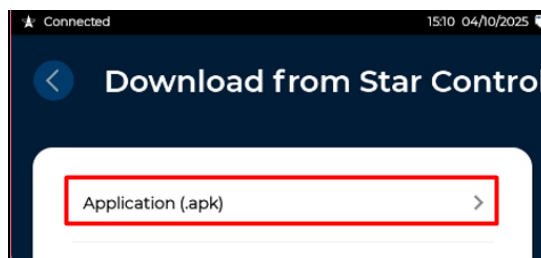 Connected 15:10 04/10/2025
Download from Star Control
Application (.apk)